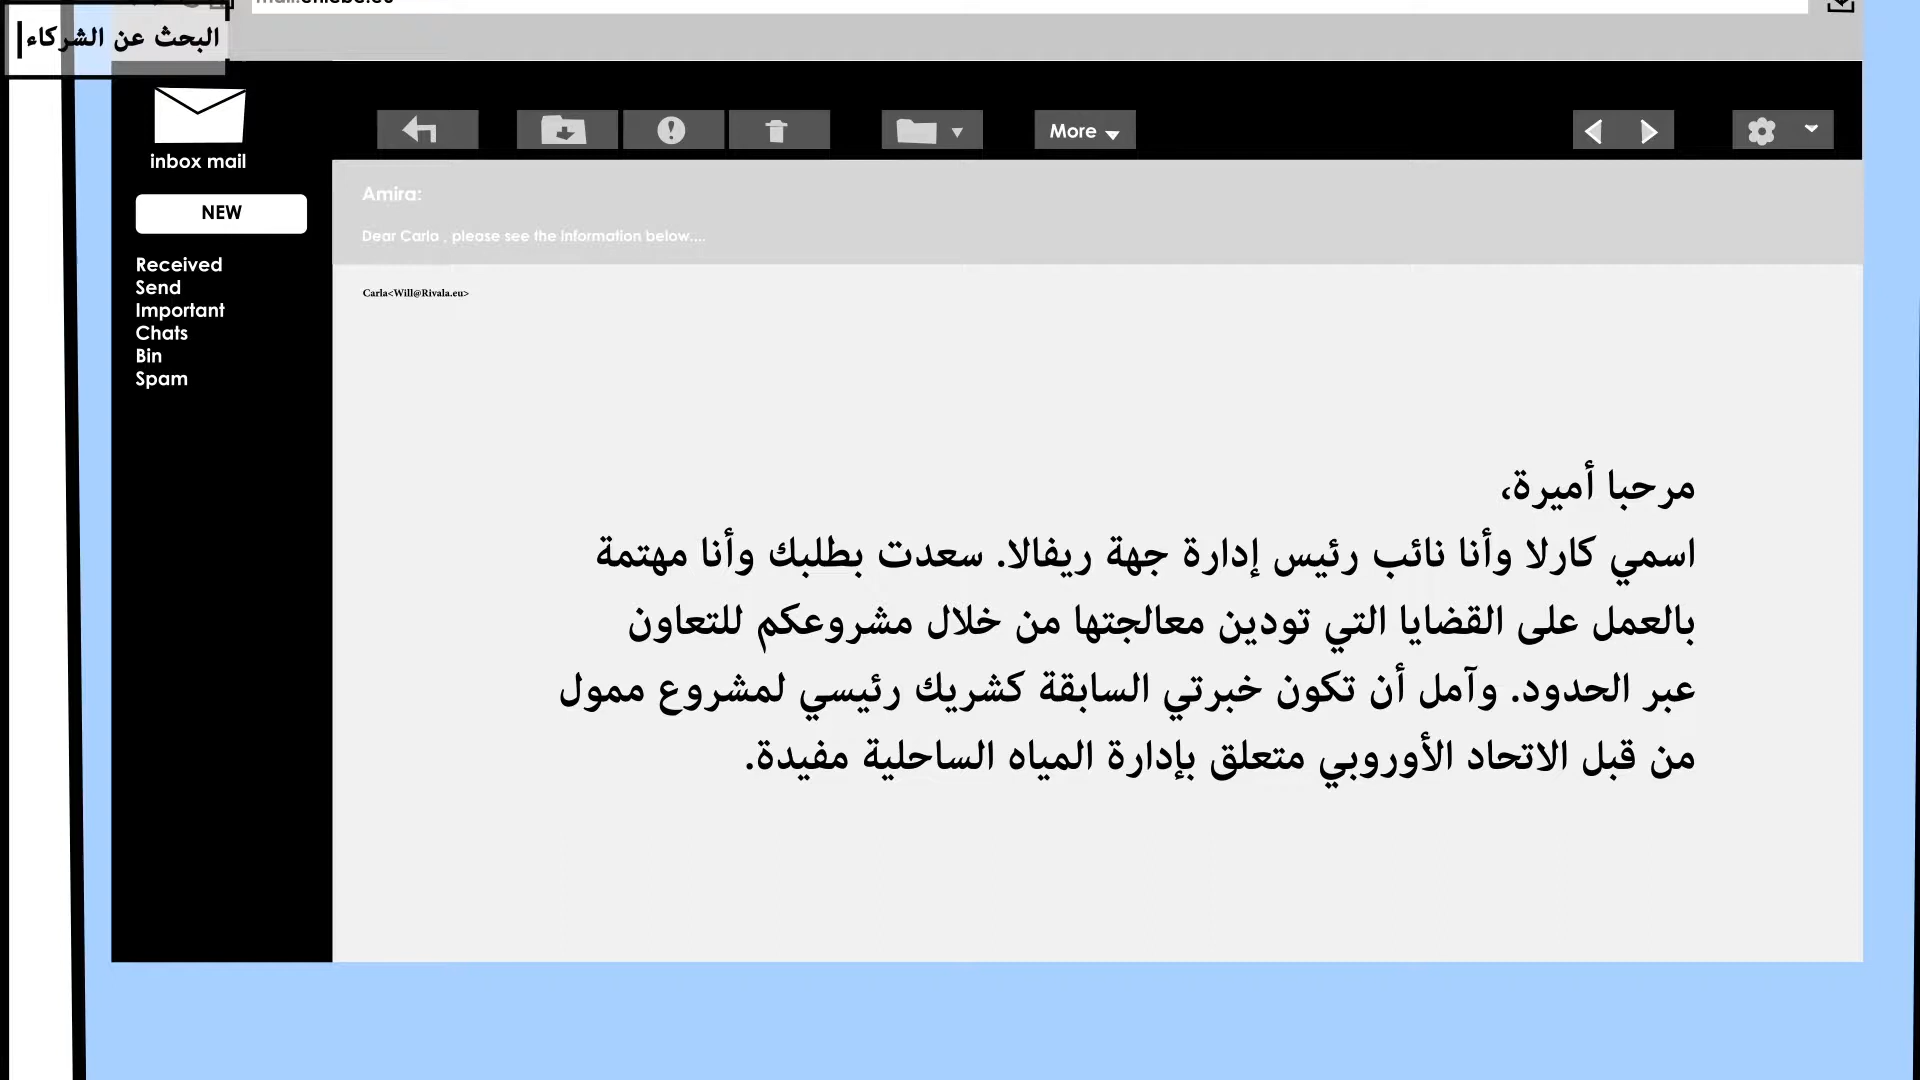 البحث عن الشركاء
inbox mail
NEW
Received
Send
Important
Chats
Bin
Spam
More
Amira:
Dear Carla , please see the information below....
Carla<Will@Rivala.eu>
مرحبا أميرة،
اسمي كارلا وأنا نائب رئيس إدارة جهة ريفالا. سعدت بطلبك وأنا مهتمة
بالعمل على القضايا التي تودين معالجتها من خلال مشروعكم للتعاون
عبر الحدود. وآمل أن تكون خبرتي السابقة كشريك رئيسي لمشروع ممول
من قبل الاتحاد الأوروبي متعلق بإدارة المياه الساحلية مفيدة.